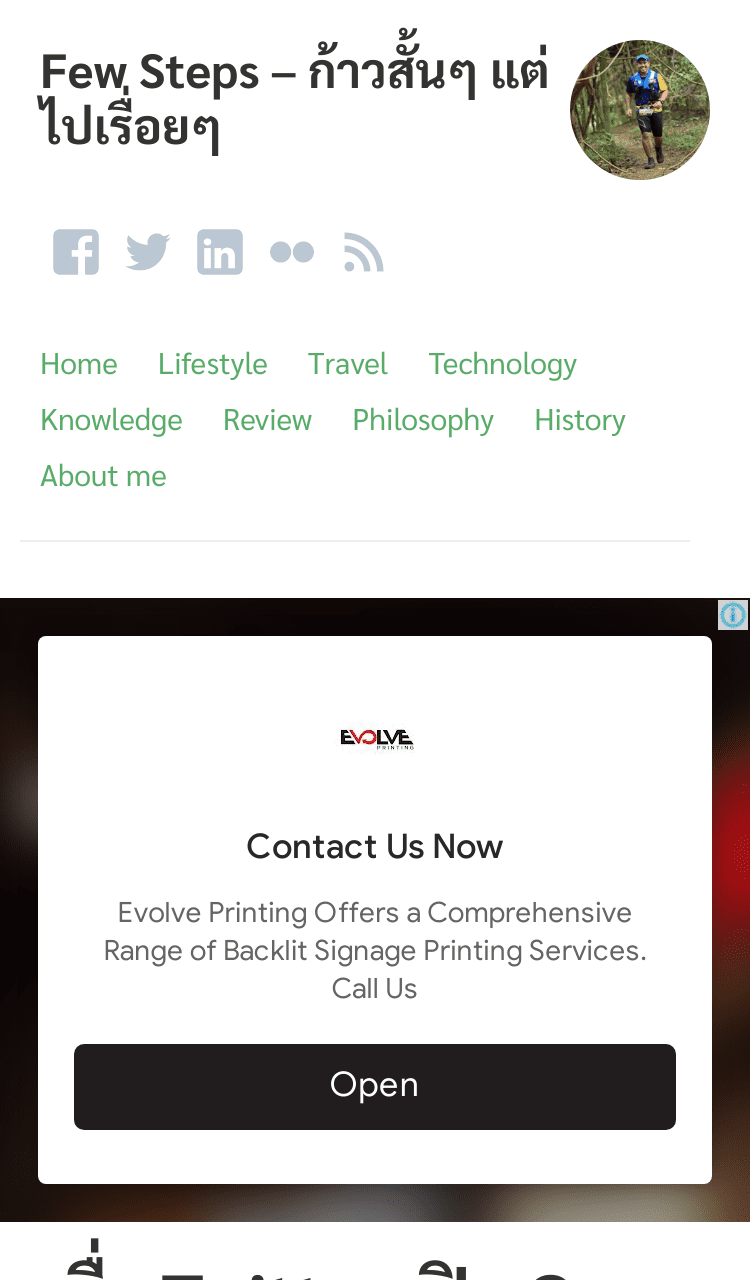 Few Steps – ก้าวสั้นๆ แต่
ไปเรื่อยๆ
Home Lifestyle Travel Technology
Knowledge Review Philosophy History
About me
EVOLVE
PRINTING
Contact Us Now
Evolve Printing Offers a Comprehensive
Range of Backlit Signage Printing Services.
Call Us
Open